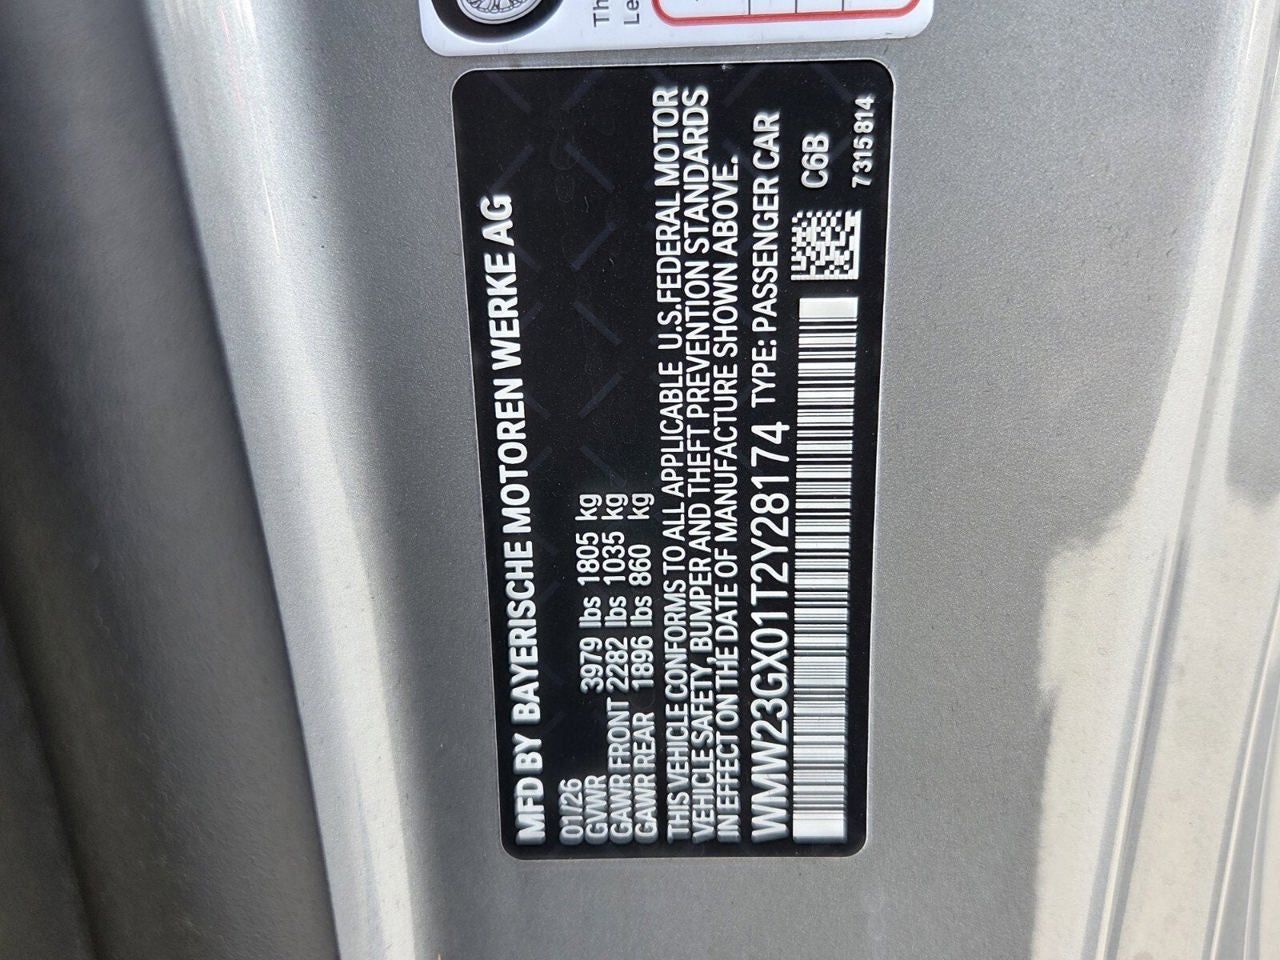 Th
Le
MFD BY BAYERISCHE MOTOREN WERKE AG
01/26
GVWR 3979 lbs 1805 kg
GAWR FRONT 2282 lbs 1035 kg
GAWR REAR 1896 lbs 860 kg
THIS VEHICLE CONFORMS TO ALL APPLICABLE U.S.FEDERAL MOTOR
VEHICLE SAFETY, BUMPER AND THEFT PREVENTION STANDARDS
IN EFFECT ON THE DATE OF MANUFACTURE SHOWN ABOVE.
WMW23GX01T2Y28174 TYPE: PASSENGER CAR
C6B
7315814